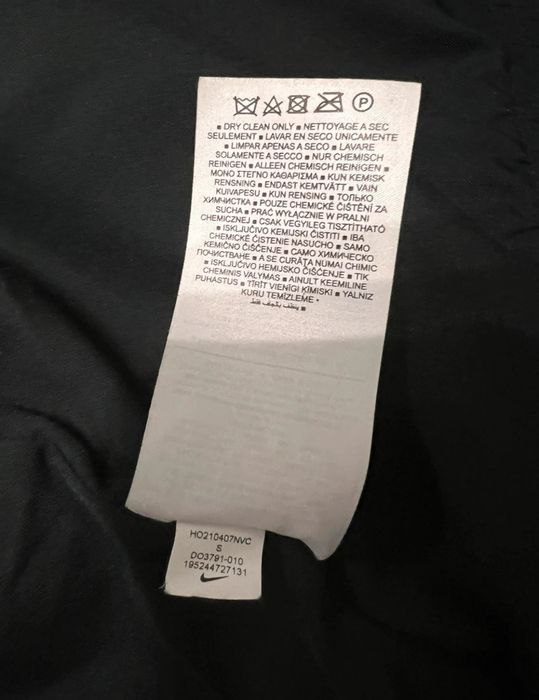 P
■ DRY CLEAN ONLY ■ NETTOYAGE A SEC
SEULEMENT ■ LAVAR EN SECO UNICAMENTE
■ LIMPAR APENAS A SECO ■ LAVARE
SOLAMENTE A SECCO ■ NUR CHEMISCH
REINIGEN ■ ALLEEN CHEMISCH REINIGEN ■
ΜΟΝΟ ΣΤΕΓΝΟ ΚΑΘΑΡΙΣΜΑ ■ KUN KEMISK
RENSNING ■ ENDAST KEMTVÄTT ■ VAIN
KUIVAPESU ■ KUN RENSING ■ ТОЛЬКО
ХИМЧИСТКА ■ POUZE CHEMICKÉ ČIŠTĚNÍ ZA
SUCHA ■ PRAĆ WYŁĄCZNIE W PRALNI
CHEMICZNEJ ■ CSAK VEGYILEG TISZTÍTHATÓ
■ ISKLJUČIVO KEMIJSKI ČISTITI ■ IBA
CHEMICKÉ ČISTENIE NASUCHO ■ SAMO
KEMIČNO ČIŠČENJE ■ САМО ХИМИЧЕСКО
ПОЧИСТВАНЕ ■ A SE CURĂȚA NUMAI CHIMIC
■ ISKLJUČIVO HEMIJSKO ČIŠĆENJE ■ TIK
CHEMINIS VALYMAS ■ AINULT KEEMILINE
PUHASTUS ■ TĪRĪT VIENĪGI ĶĪMISKI ■ YALNIZ
KURU TEMİZLEME ▪
■ ينظف بالجاف فقط
HO210407NVC
S
DO3791-010
195244727131